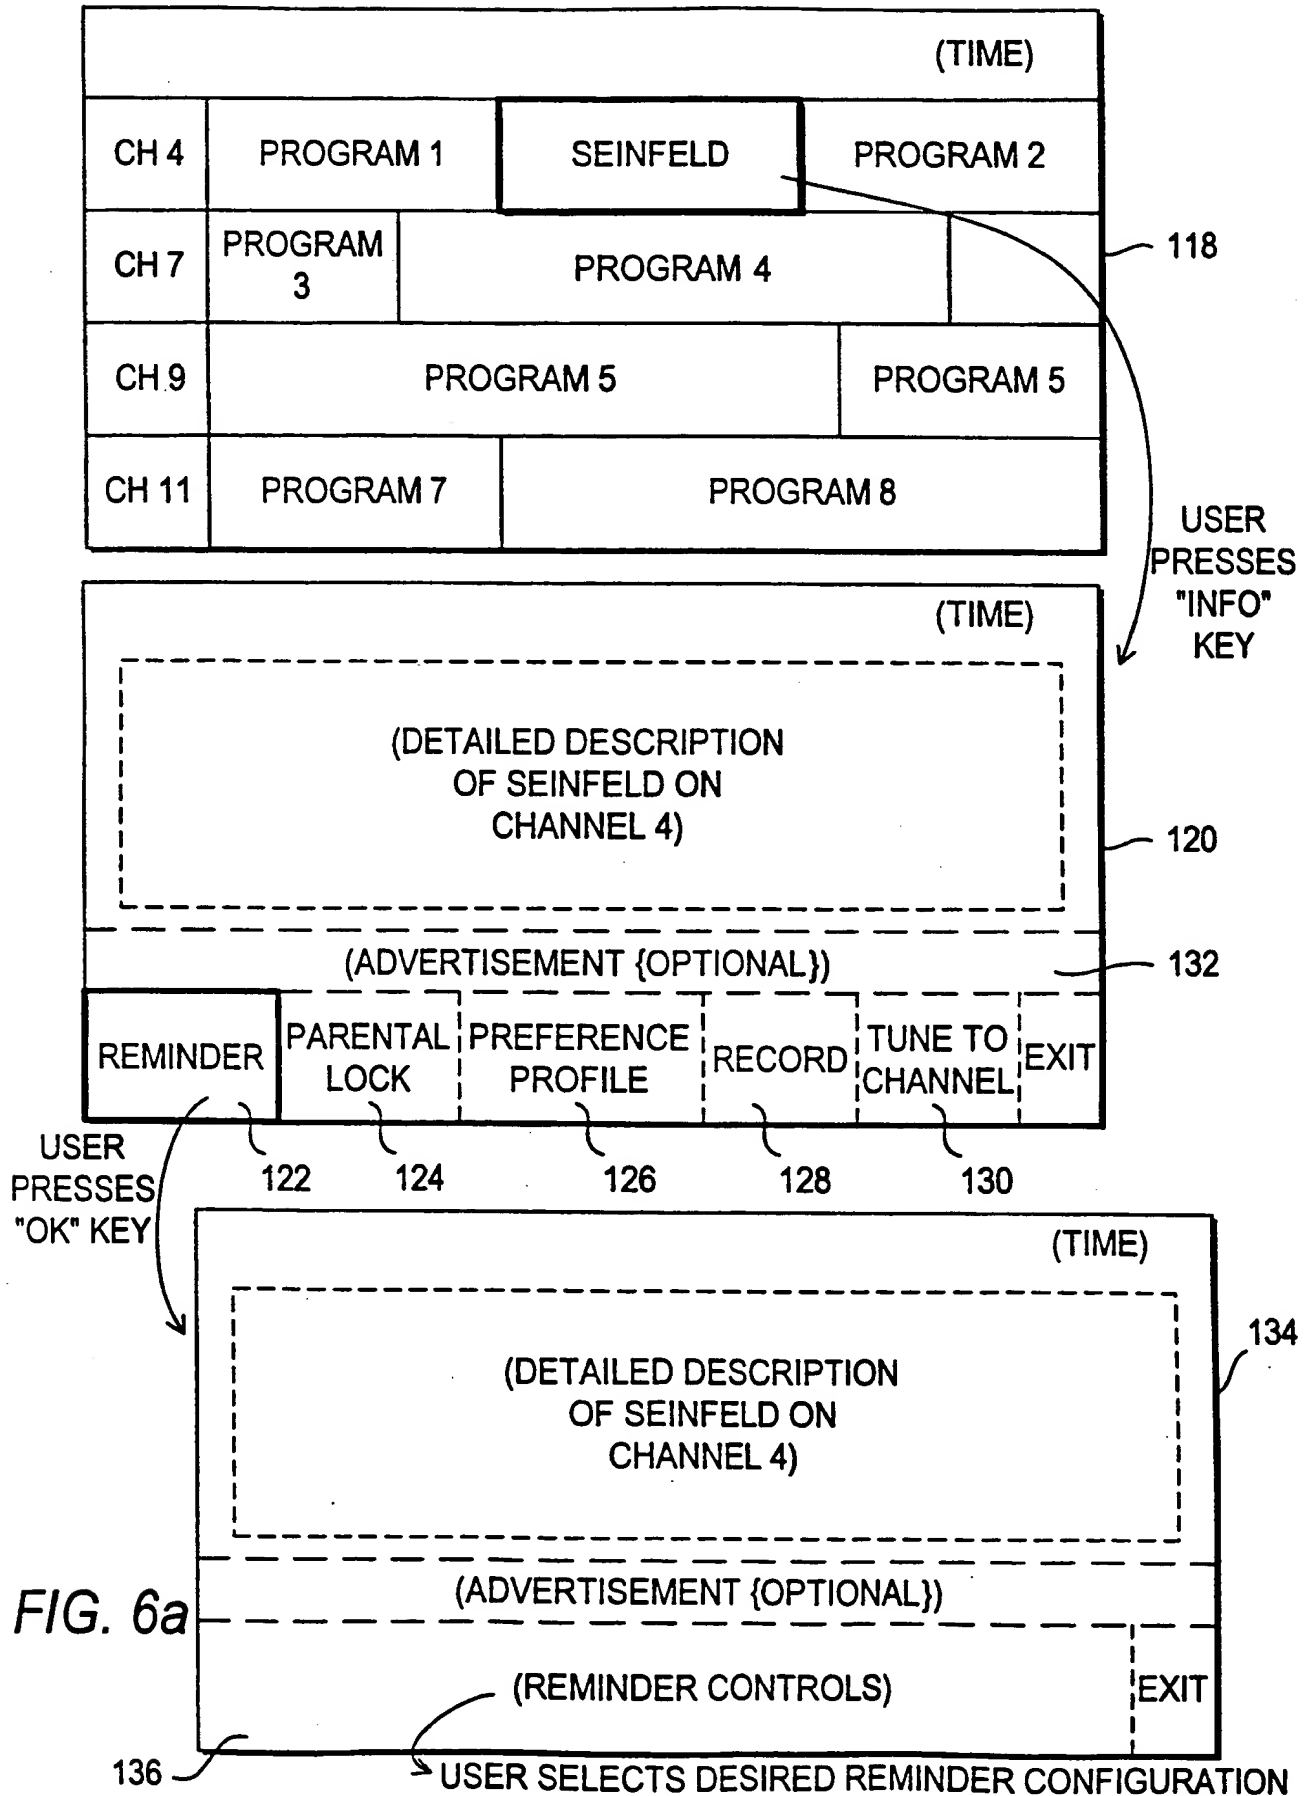 (TIME)
CH 4 PROGRAM 1 SEINFELD PROGRAM 2
CH 7 PROGRAM
3 PROGRAM 4
118
CH 9 PROGRAM 5 PROGRAM 5
CH 11 PROGRAM 7 PROGRAM 8
USER
PRESSES
"INFO"
KEY
(TIME)
(DETAILED DESCRIPTION
OF SEINFELD ON
CHANNEL 4)
120
(ADVERTISEMENT {OPTIONAL})
132
REMINDER
PARENTAL
LOCK
PREFERENCE
PROFILE
RECORD
TUNE TO
CHANNEL
EXIT
USER
PRESSES
"OK" KEY
122 124 126 128 130
(TIME)
134
(DETAILED DESCRIPTION
OF SEINFELD ON
CHANNEL 4)
(ADVERTISEMENT {OPTIONAL})
FIG. 6a
(REMINDER CONTROLS) EXIT
136
USER SELECTS DESIRED REMINDER CONFIGURATION